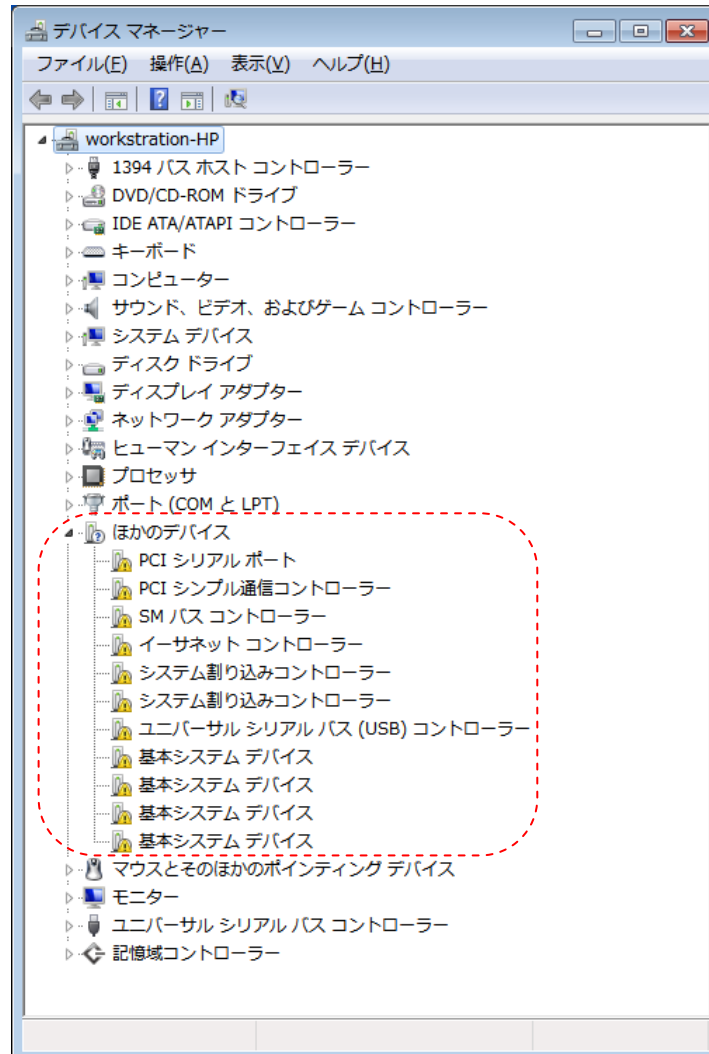 デバイス マネージャー
ファイル(F) 操作(A) 表示(V) ヘルプ(H)
workstration-HP
1394 バス ホスト コントローラー
DVD/CD-ROM ドライブ
IDE ATA/ATAPI コントローラー
キーボード
コンピューター
サウンド、ビデオ、およびゲーム コントローラー
システム デバイス
ディスク ドライブ
ディスプレイ アダプター
ネットワーク アダプター
ヒューマン インターフェイス デバイス
プロセッサ
ポート (COM と LPT)
ほかのデバイス
PCI シリアル ポート
PCI シンプル通信コントローラー
SM バス コントローラー
イーサネット コントローラー
システム割り込みコントローラー
システム割り込みコントローラー
ユニバーサル シリアル バス (USB) コントローラー
基本システム デバイス
基本システム デバイス
基本システム デバイス
基本システム デバイス
マウスとそのほかのポインティング デバイス
モニター
ユニバーサル シリアル バス コントローラー
記憶域コントローラー